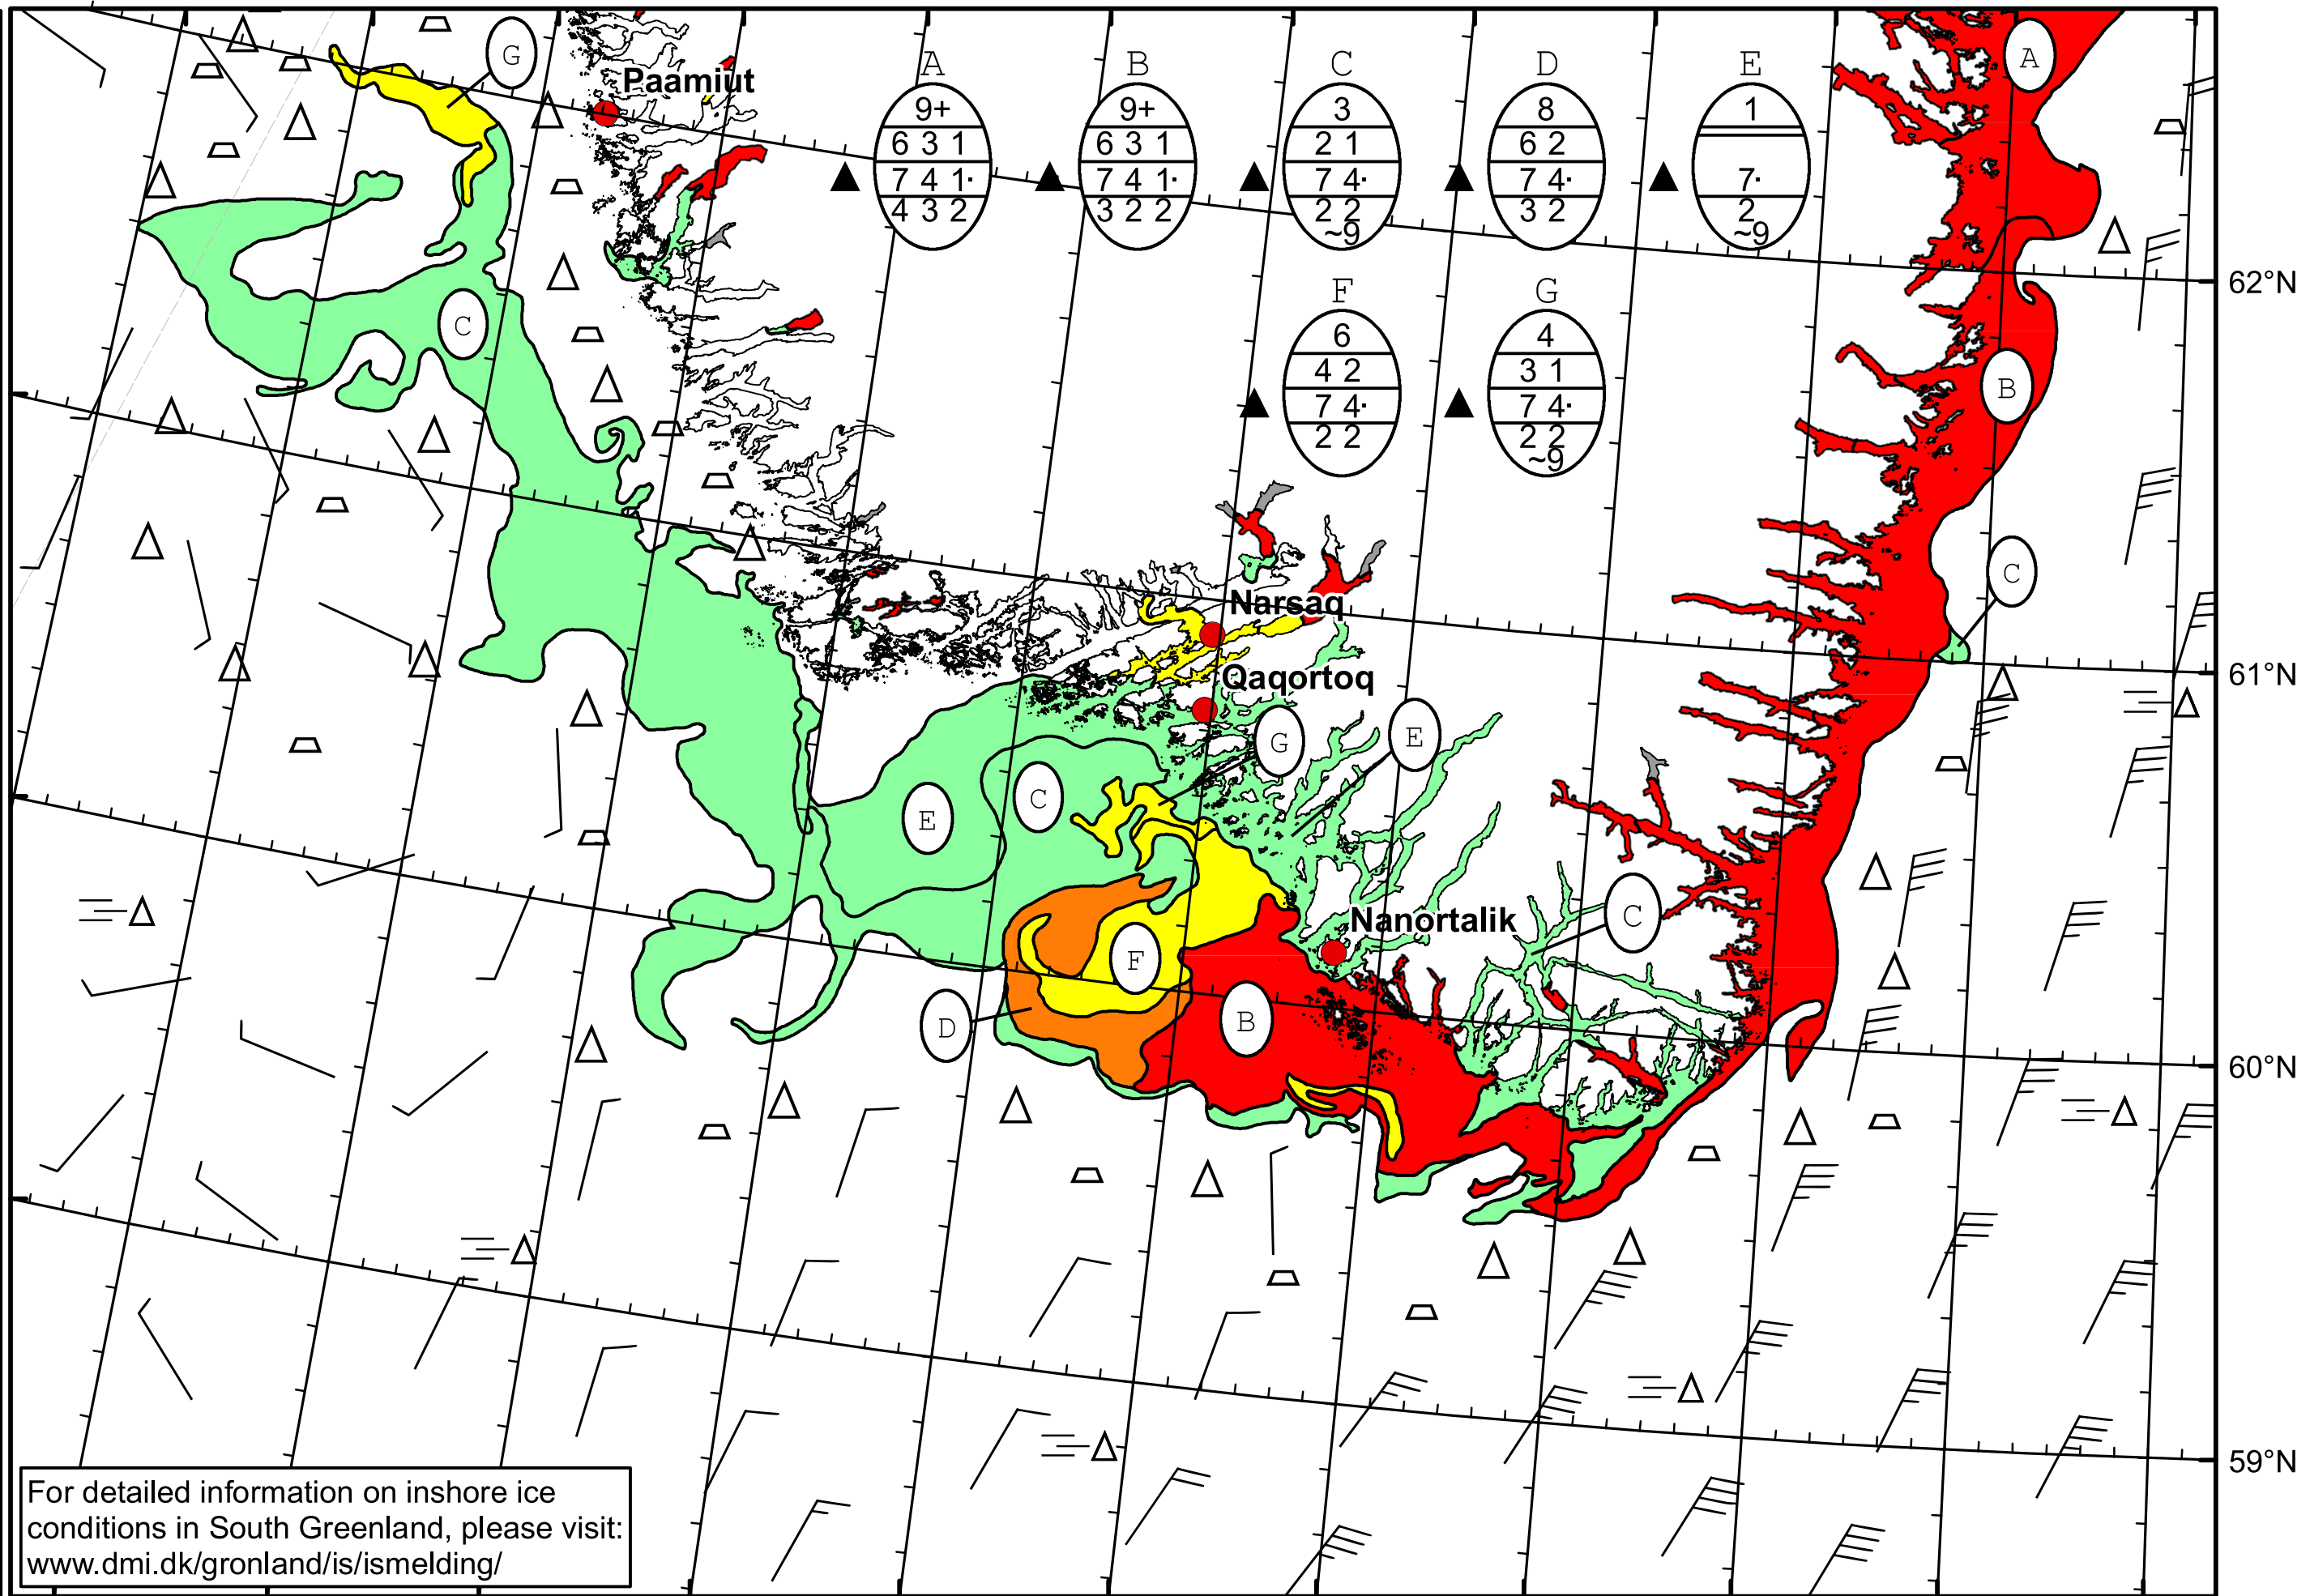 G
Paamiut
A B C D E
9+ 9+ 3 8 1
6 3 1 6 3 1 2 1 6 2
7 4 1· 7 4 1· 7 4· 7 4· 7·
4 3 2 3 2 2 2 2 3 2 2
~9 ~9
A
62°N
F G
6 4
4 2 3 1
7 4· 7 4·
2 2 2 2
~9
C
B
C
Narsaq
61°N
Qaqortoq
G
E
C
E
C
Nanortalik
F
B
D
60°N
59°N
For detailed information on inshore ice
conditions in South Greenland, please visit:
www.dmi.dk/gronland/is/ismelding/